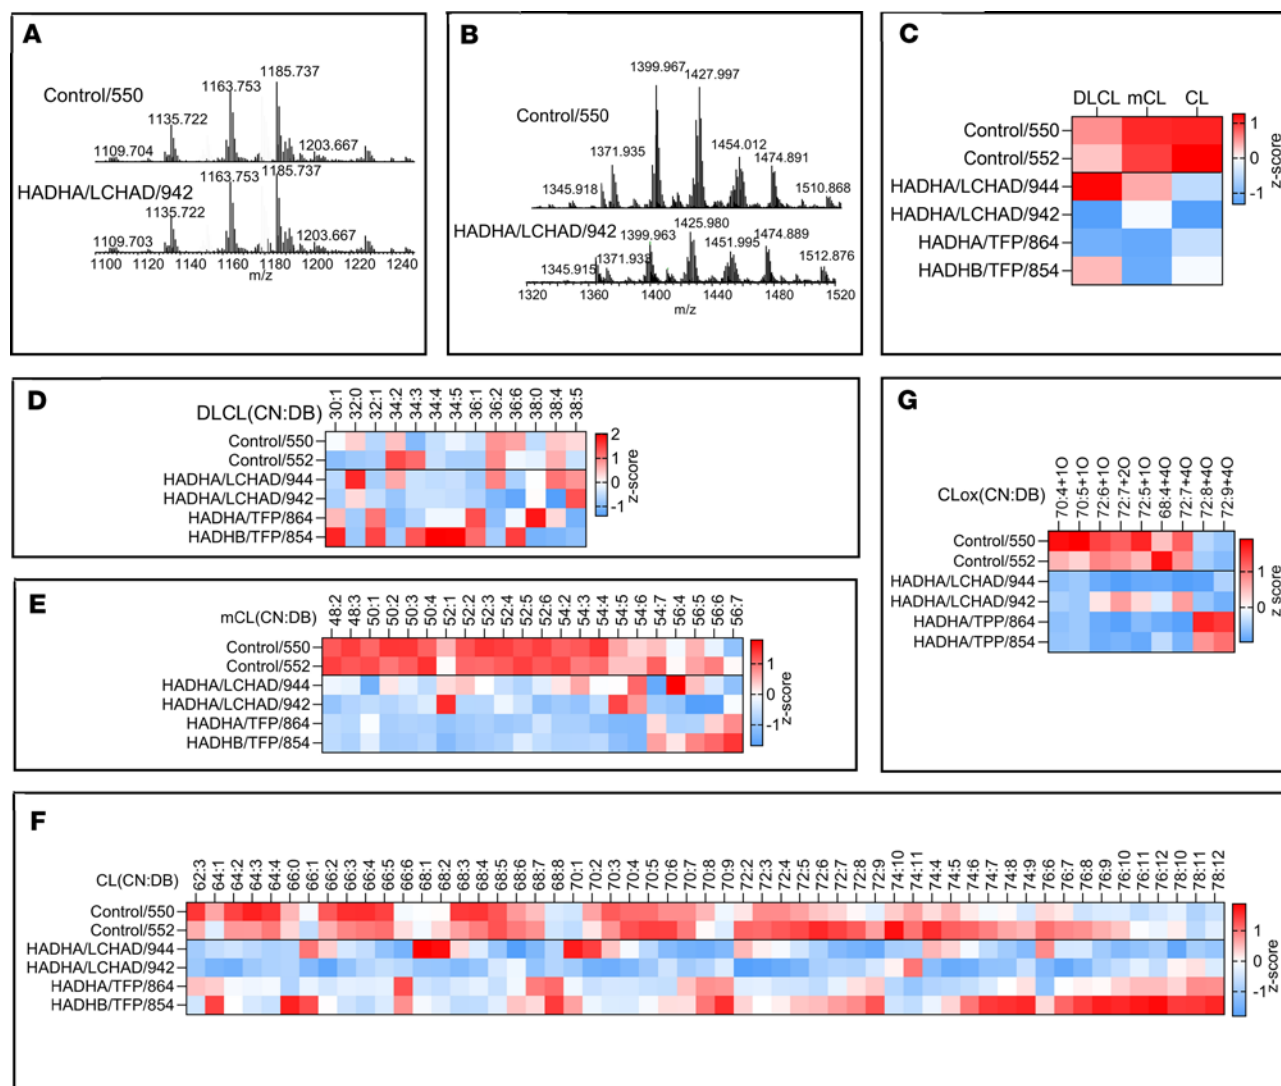 A
Control/550
1109.704
1135.722
1163.753
1185.737
1203.667
HADHA/LCHAD/942
1109.703
1135.722
1163.753
1185.737
1203.667
1100 1120 1140 1160 1180 1200 1220 1240
m/z
B
Control/550
1345.918
1371.935
1399.967
1427.997
1454.012
1474.891
1510.868
HADHA/LCHAD/942
1345.915
1371.933
1399.963
1425.980
1451.995
1474.889
1512.876
1320 1360 1400 1440 1480 1520
m/z
C
DLCL mCL CL
Control/550
Control/552
HADHA/LCHAD/944
HADHA/LCHAD/942
HADHA/TFP/864
HADHB/TFP/854
1
0
-1
z-score
D
DLCL(CN:DB)
30:1 32:0 32:1 34:2 34:3 34:4 34:5 36:1 36:2 36:6 38:0 38:4 38:5
Control/550
Control/552
HADHA/LCHAD/944
HADHA/LCHAD/942
HADHA/TFP/864
HADHB/TFP/854
2
1
0
-1
z-score
E
mCL(CN:DB)
48:2 48:3 50:1 50:2 50:3 50:4 52:1 52:2 52:3 52:4 52:5 52:6 54:2 54:3 54:4 54:5 54:6 54:7 56:4 56:5 56:6 56:7
Control/550
Control/552
HADHA/LCHAD/944
HADHA/LCHAD/942
HADHA/TFP/864
HADHB/TFP/854
1
0
-1
z-score
G
CLox(CN:DB)
70:4+1O 70:5+1O 72:6+1O 72:7+2O 72:5+1O 68:4+4O 72:7+4O 72:8+4O 72:9+4O
Control/550
Control/552
HADHA/LCHAD/944
HADHA/LCHAD/942
HADHA/TPP/864
HADHA/TPP/854
1
0
z score
F
CL(CN:DB)
62:3 64:1 64:2 64:3 64:4 66:0 66:1 66:2 66:3 66:4 66:5 66:6 68:1 68:2 68:3 68:4 68:5 68:6 68:7 68:8 70:1 70:2 70:3 70:4 70:5 70:6 70:7 70:8 70:9 72:2 72:3 72:4 72:5 72:6 72:7 72:8 72:9 74:10 74:11 74:4 74:5 74:6 74:7 74:8 74:9 76:6 76:7 76:8 76:9 76:10 76:11 76:12 78:10 78:11 78:12
Control/550
Control/552
HADHA/LCHAD/944
HADHA/LCHAD/942
HADHA/TFP/864
HADHB/TFP/854
1
0
-1
z-score